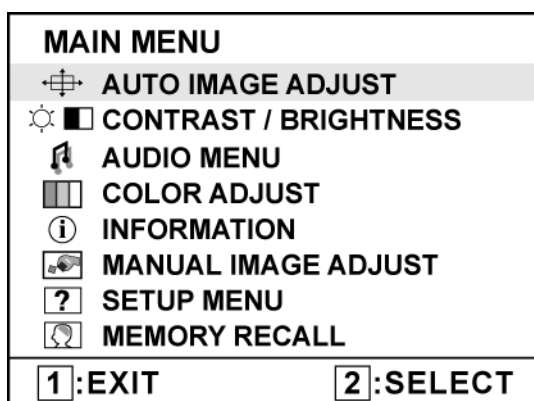 MAIN MENU
AUTO IMAGE ADJUST
CONTRAST / BRIGHTNESS
AUDIO MENU
COLOR ADJUST
i INFORMATION
MANUAL IMAGE ADJUST
? SETUP MENU
MEMORY RECALL
1:EXIT 2:SELECT